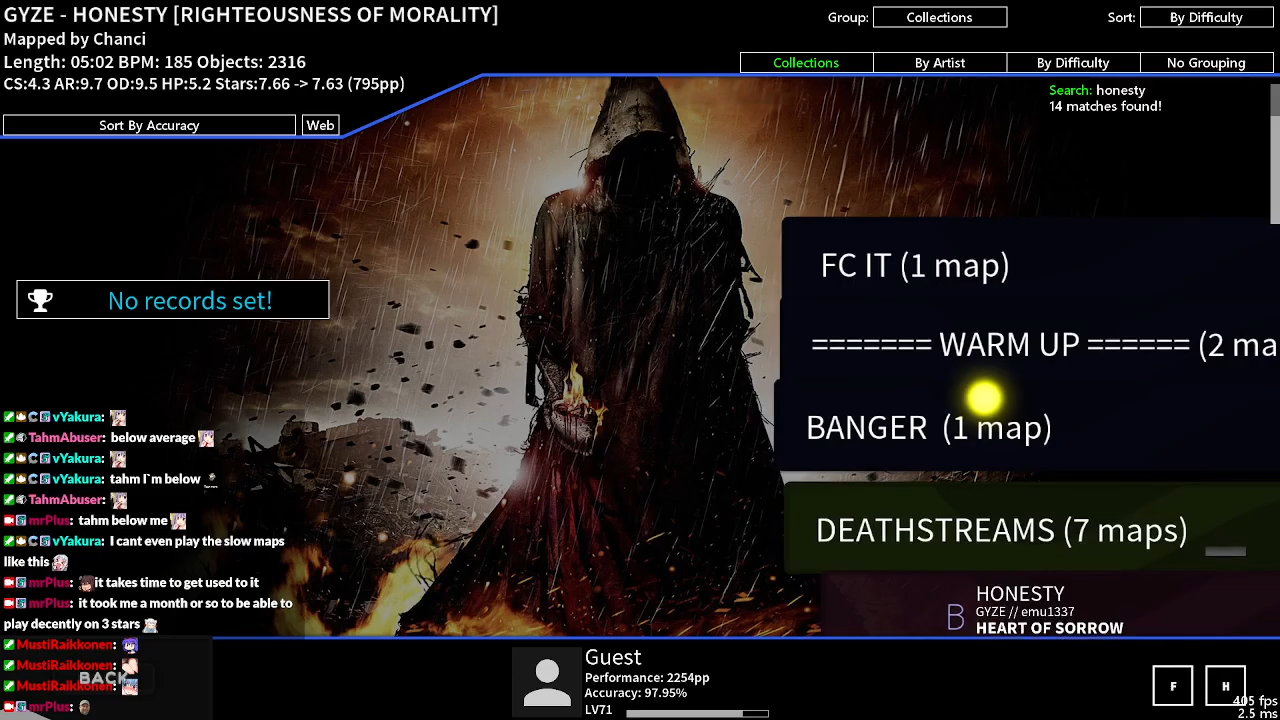 GYZE - HONESTY [RIGHTEOUSNESS OF MORALITY]
Mapped by Chanci
Length: 05:02 BPM: 185 Objects: 2316
CS:4.3 AR:9.7 OD:9.5 HP:5.2 Stars:7.66 -> 7.63 (795pp)
Sort By Accuracy
Web
Group: Collections
Sort: By Difficulty
Collections
By Artist
By Difficulty
No Grouping
Search: honesty
14 matches found!
No records set!
FC IT (1 map)
======= WARM UP ====== (2 ma
BANGER (1 map)
DEATHSTREAMS (7 maps)
B
HONESTY
GYZE // emu1337
HEART OF SORROW
vYakura:
TahmAbuser: below average
vYakura:
vYakura: tahm I`m below
TahmAbuser:
mrPlus: tahm below me
vYakura: I cant even play the slow maps
like this
mrPlus: it takes time to get used to it
mrPlus: it took me a month or so to be able to
play decently on 3 stars
MustiRaikkonen:
MustiRaikkonen:
MustiRaikkonen:
mrPlus:
BACK
Guest
Performance: 2254pp
Accuracy: 97.95%
LV71
F
H
405 fps
2.5 ms